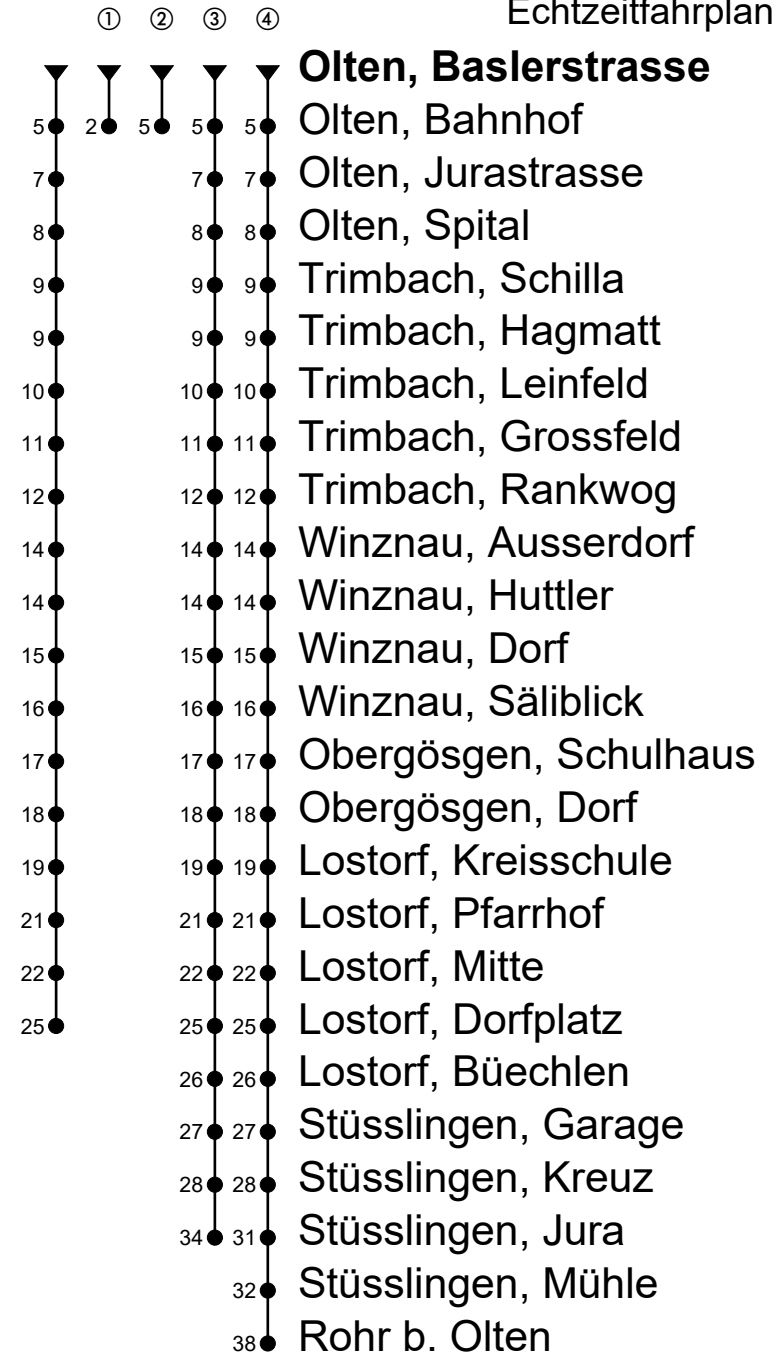 Echtzeitfahrplan
① ② ③ ④
Olten, Baslerstrasse
5 2 5 5 5 Olten, Bahnhof
7 7 7 Olten, Jurastrasse
8 8 8 Olten, Spital
9 9 9 Trimbach, Schilla
9 9 9 Trimbach, Hagmatt
10 10 10 Trimbach, Leinfeld
11 11 11 Trimbach, Grossfeld
12 12 12 Trimbach, Rankwog
14 14 14 Winznau, Ausserdorf
14 14 14 Winznau, Huttler
15 15 15 Winznau, Dorf
16 16 16 Winznau, Säliblick
17 17 17 Obergösgen, Schulhaus
18 18 18 Obergösgen, Dorf
19 19 19 Lostorf, Kreisschule
21 21 21 Lostorf, Pfarrhof
22 22 22 Lostorf, Mitte
25 25 25 Lostorf, Dorfplatz
26 26 Lostorf, Büechlen
27 27 Stüsslingen, Garage
28 28 Stüsslingen, Kreuz
34 31 Stüsslingen, Jura
32 Stüsslingen, Mühle
38 Rohr b. Olten